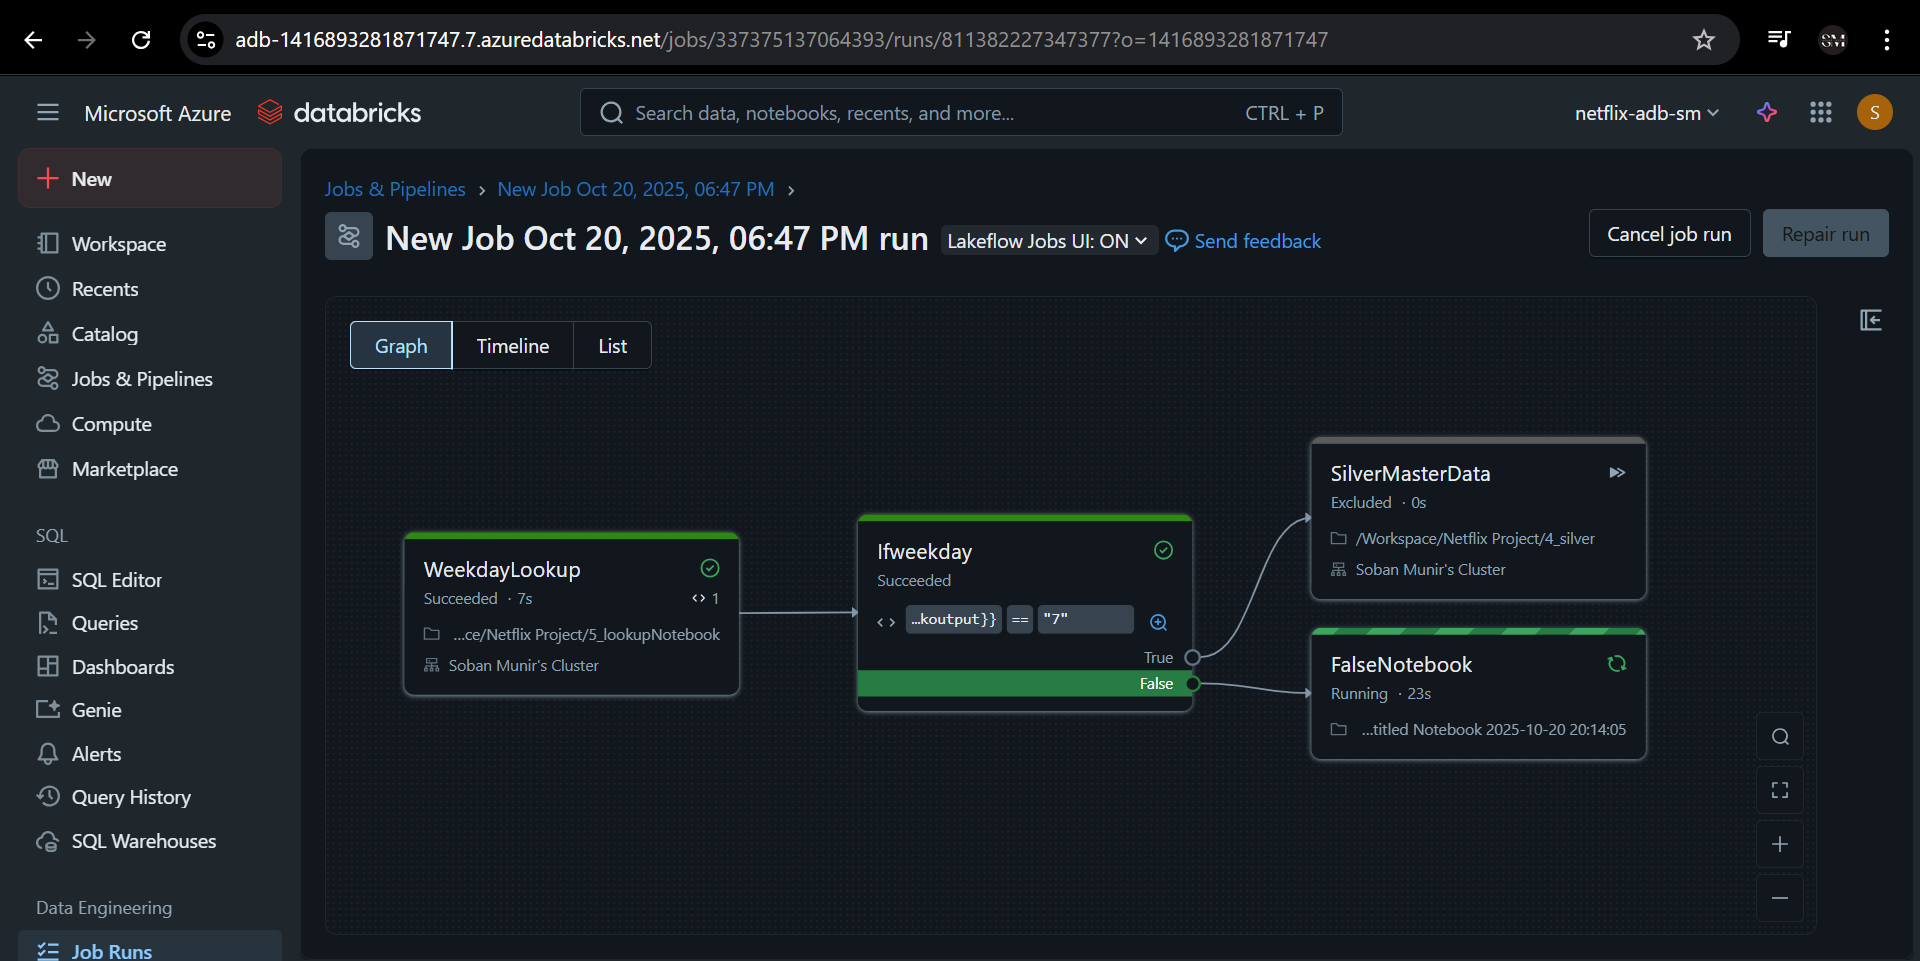 adb-1416893281871747.7.azuredatabricks.net/jobs/337375137064393/runs/811382227347377?o=1416893281871747
SM
Microsoft Azure
databricks
Search data, notebooks, recents, and more...
CTRL + P
netflix-adb-sm
S
New
Workspace
Recents
Catalog
Jobs & Pipelines
Compute
Marketplace
SQL
SQL Editor
Queries
Dashboards
Genie
Alerts
Query History
SQL Warehouses
Data Engineering
Job Runs
Jobs & Pipelines › New Job Oct 20, 2025, 06:47 PM ›
New Job Oct 20, 2025, 06:47 PM run
Lakeflow Jobs UI: ON
Send feedback
Cancel job run
Repair run
Graph
Timeline
List
WeekdayLookup
Succeeded · 7s
<> 1
...ce/Netflix Project/5_lookupNotebook
Soban Munir's Cluster
Ifweekday
Succeeded
<> …koutput}} == "7"
True
False
SilverMasterData
Excluded · 0s
/Workspace/Netflix Project/4_silver
Soban Munir's Cluster
FalseNotebook
Running · 23s
...titled Notebook 2025-10-20 20:14:05